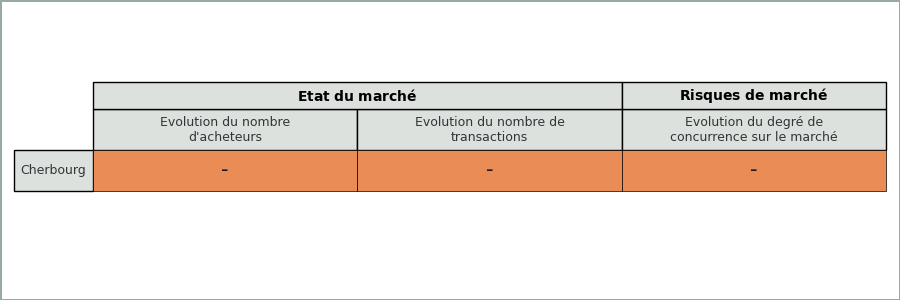 Etat du marché
Risques de marché
Evolution du nombre
d'acheteurs
Evolution du nombre de
transactions
Evolution du degré de
concurrence sur le marché
Cherbourg
–
–
–